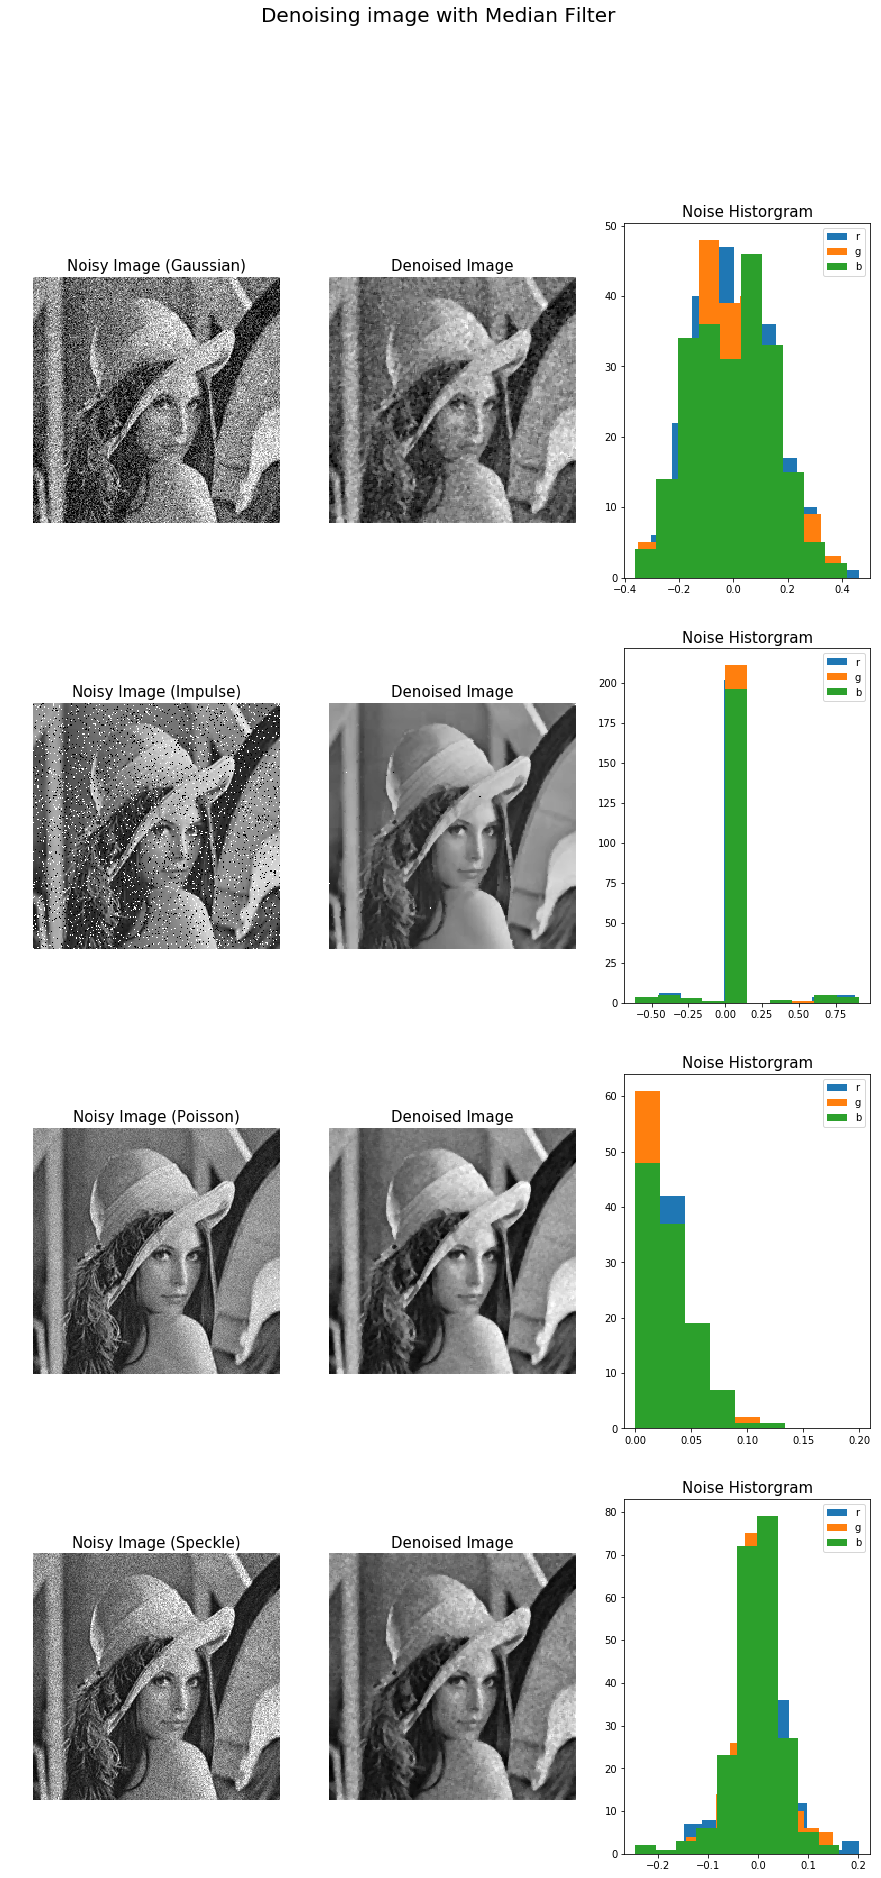 Denoising image with Median Filter
Noisy Image (Gaussian)
Denoised Image
Noise Historgram
r
g
b
50
40
30
20
10
0
−0.4 −0.2 0.0 0.2 0.4
Noisy Image (Impulse)
Denoised Image
Noise Historgram
r
g
b
200
175
150
125
100
75
50
25
0
−0.50 −0.25 0.00 0.25 0.50 0.75
Noisy Image (Poisson)
Denoised Image
Noise Historgram
r
g
b
60
50
40
30
20
10
0
0.00 0.05 0.10 0.15 0.20
Noisy Image (Speckle)
Denoised Image
Noise Historgram
r
g
b
80
70
60
50
40
30
20
10
0
−0.2 −0.1 0.0 0.1 0.2